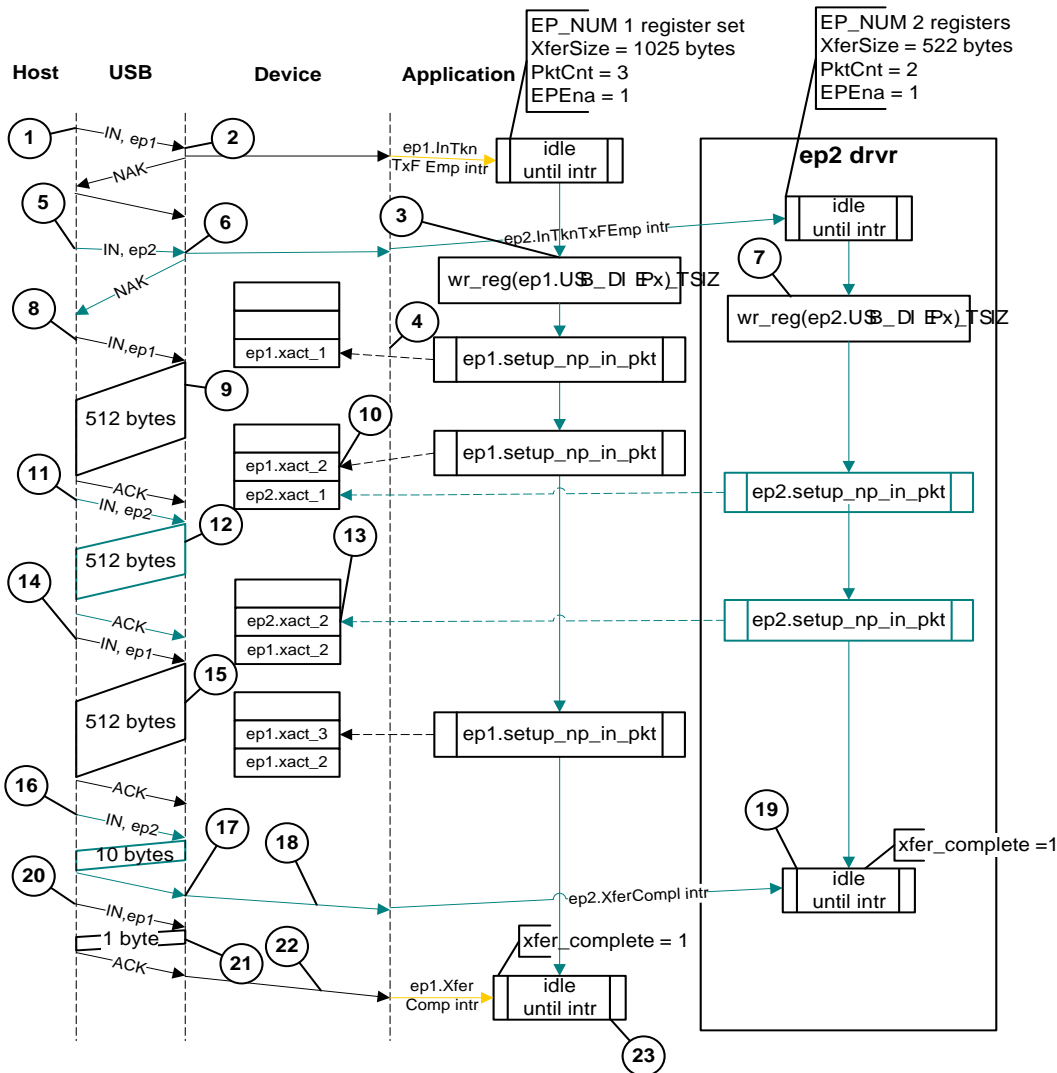 EP_NUM 1 register set
XferSize = 1025 bytes
PktCnt = 3
EPEna = 1
EP_NUM 2 registers
XferSize = 522 bytes
PktCnt = 2
EPEna = 1
Host
USB
Device
Application
1
IN, ep1
2
ep1.InTkn
TxF Emp intr
idle
until intr
ep2 drvr
NAK
5
6
3
idle
until intr
IN, ep2
ep2.InTknTxFEmp intr
7
wr_reg(ep1.USB_DIEPx)_TSIZ
NAK
8
wr_reg(ep2.USB_DIEPx)_TSIZ
4
IN,ep1
ep1.xact_1
ep1.setup_np_in_pkt
9
512 bytes
10
ep1.xact_2
ep1.setup_np_in_pkt
11
ACK
ep2.xact_1
ep2.setup_np_in_pkt
IN, ep2
12
13
512 bytes
14
ep2.xact_2
ep2.setup_np_in_pkt
ACK
ep1.xact_2
IN, ep1
15
512 bytes
ep1.xact_3
ep1.setup_np_in_pkt
ep1.xact_2
16
ACK
17
18
19
IN, ep2
xfer_complete =1
10 bytes
20
idle
until intr
ep2.XferCompl intr
IN,ep1
1 byte
21
22
xfer_complete = 1
ACK
ep1.Xfer
Comp intr
idle
until intr
23